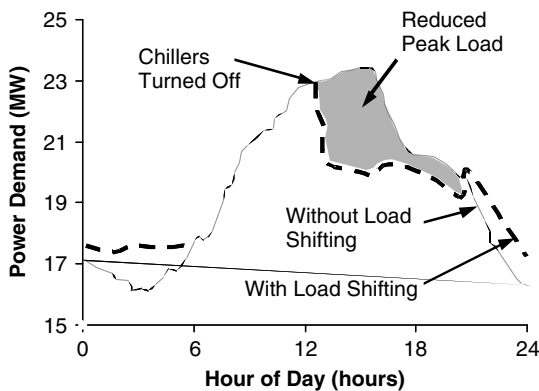 Reduced
Peak Load
Chillers
Turned Off
Without Load
Shifting
With Load Shifting
Power Demand (MW)
25
23
21
19
17
15
0
6
12
18
24
Hour of Day (hours)